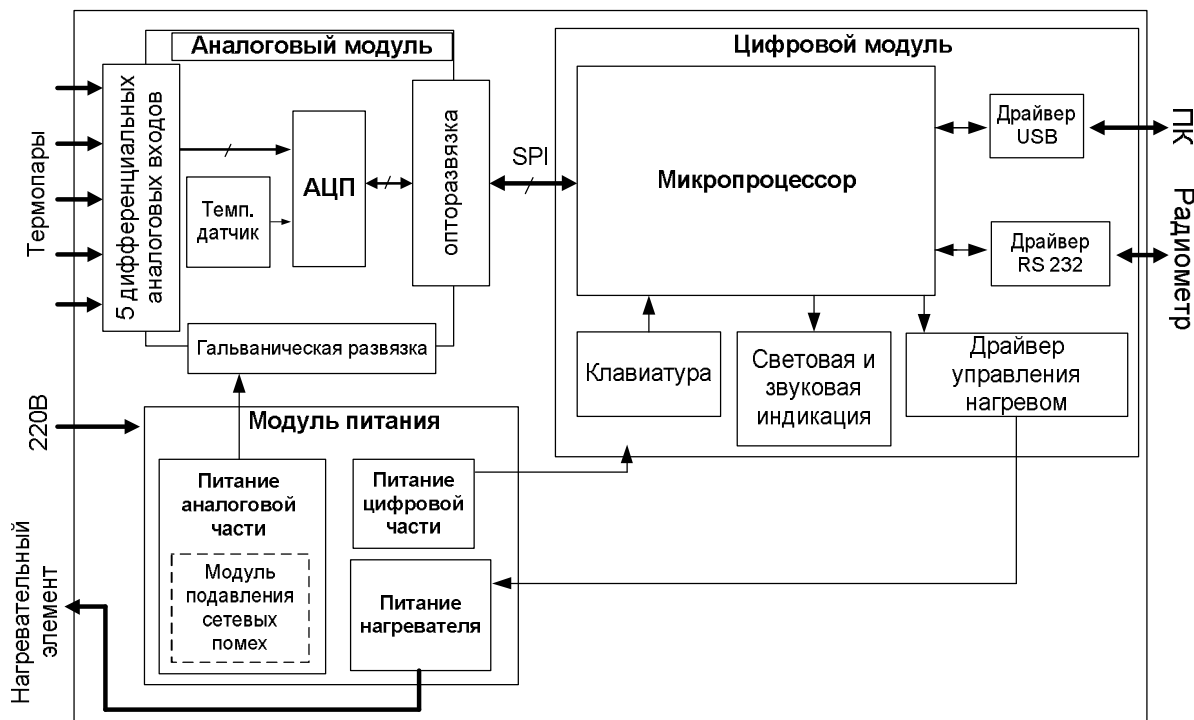 Аналоговый модуль
Цифровой модуль
Термопары
5 дифференциальных
аналоговых входов
Темп.
датчик
АЦП
опторазвязка
Гальваническая развязка
SPI
Микропроцессор
Драйвер
USB
ПК
Драйвер
RS 232
Радиометр
Клавиатура
Световая и
звуковая
индикация
Драйвер
управления
нагревом
220В
Модуль питания
Питание
аналоговой
части
Модуль
подавления
сетевых
помех
Питание
цифровой
части
Питание
нагревателя
Нагревательный
элемент